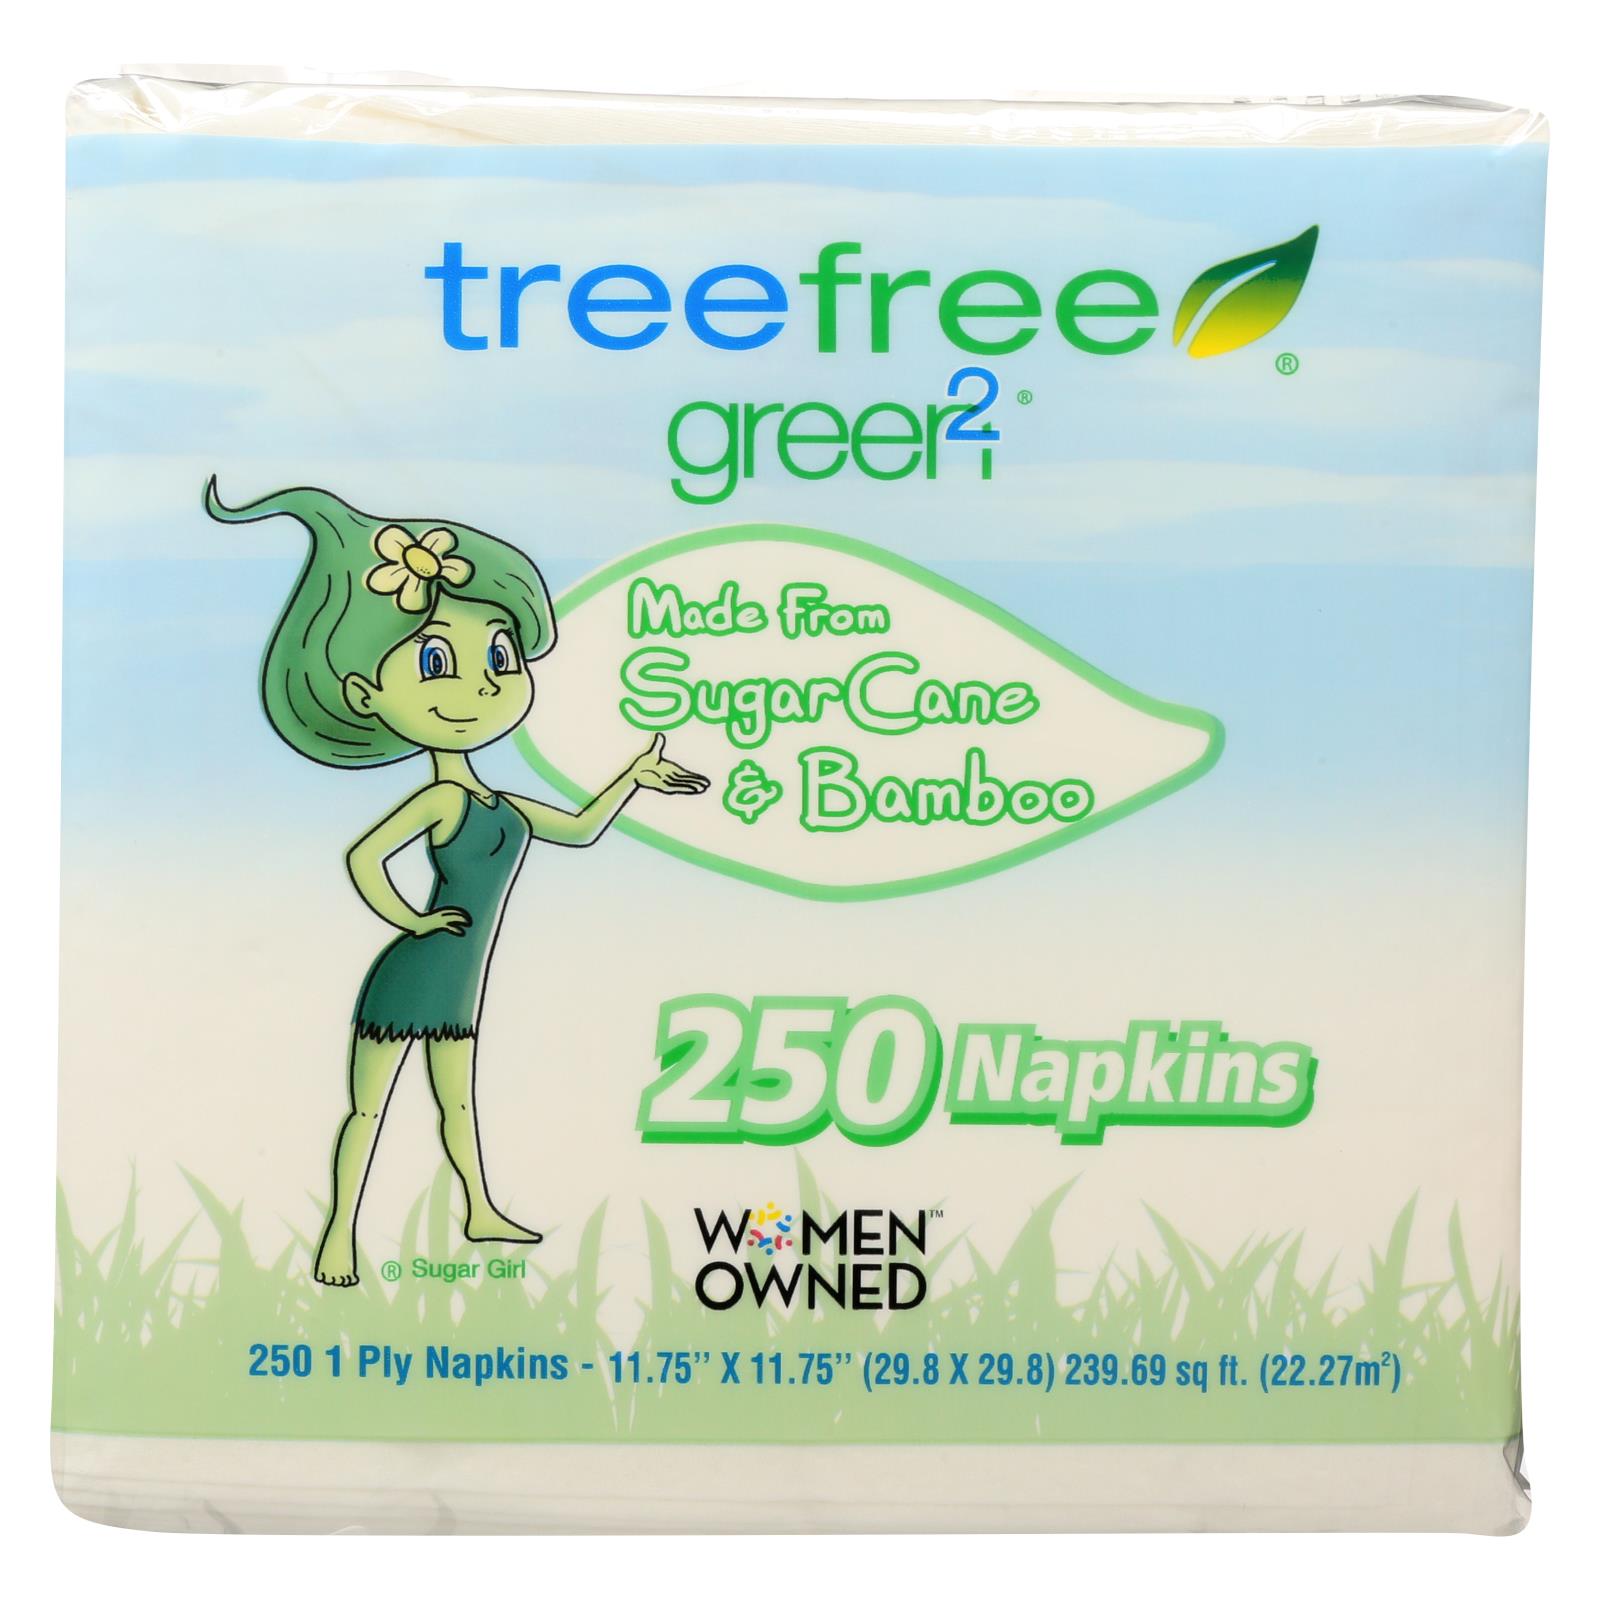 treefree®
green2®
Made From
SugarCane
& Bamboo
250 Napkins
WOMEN™
OWNED
® Sugar Girl
250 1 Ply Napkins - 11.75’’ X 11.75’’ (29.8 X 29.8) 239.69 sq ft. (22.27m²)